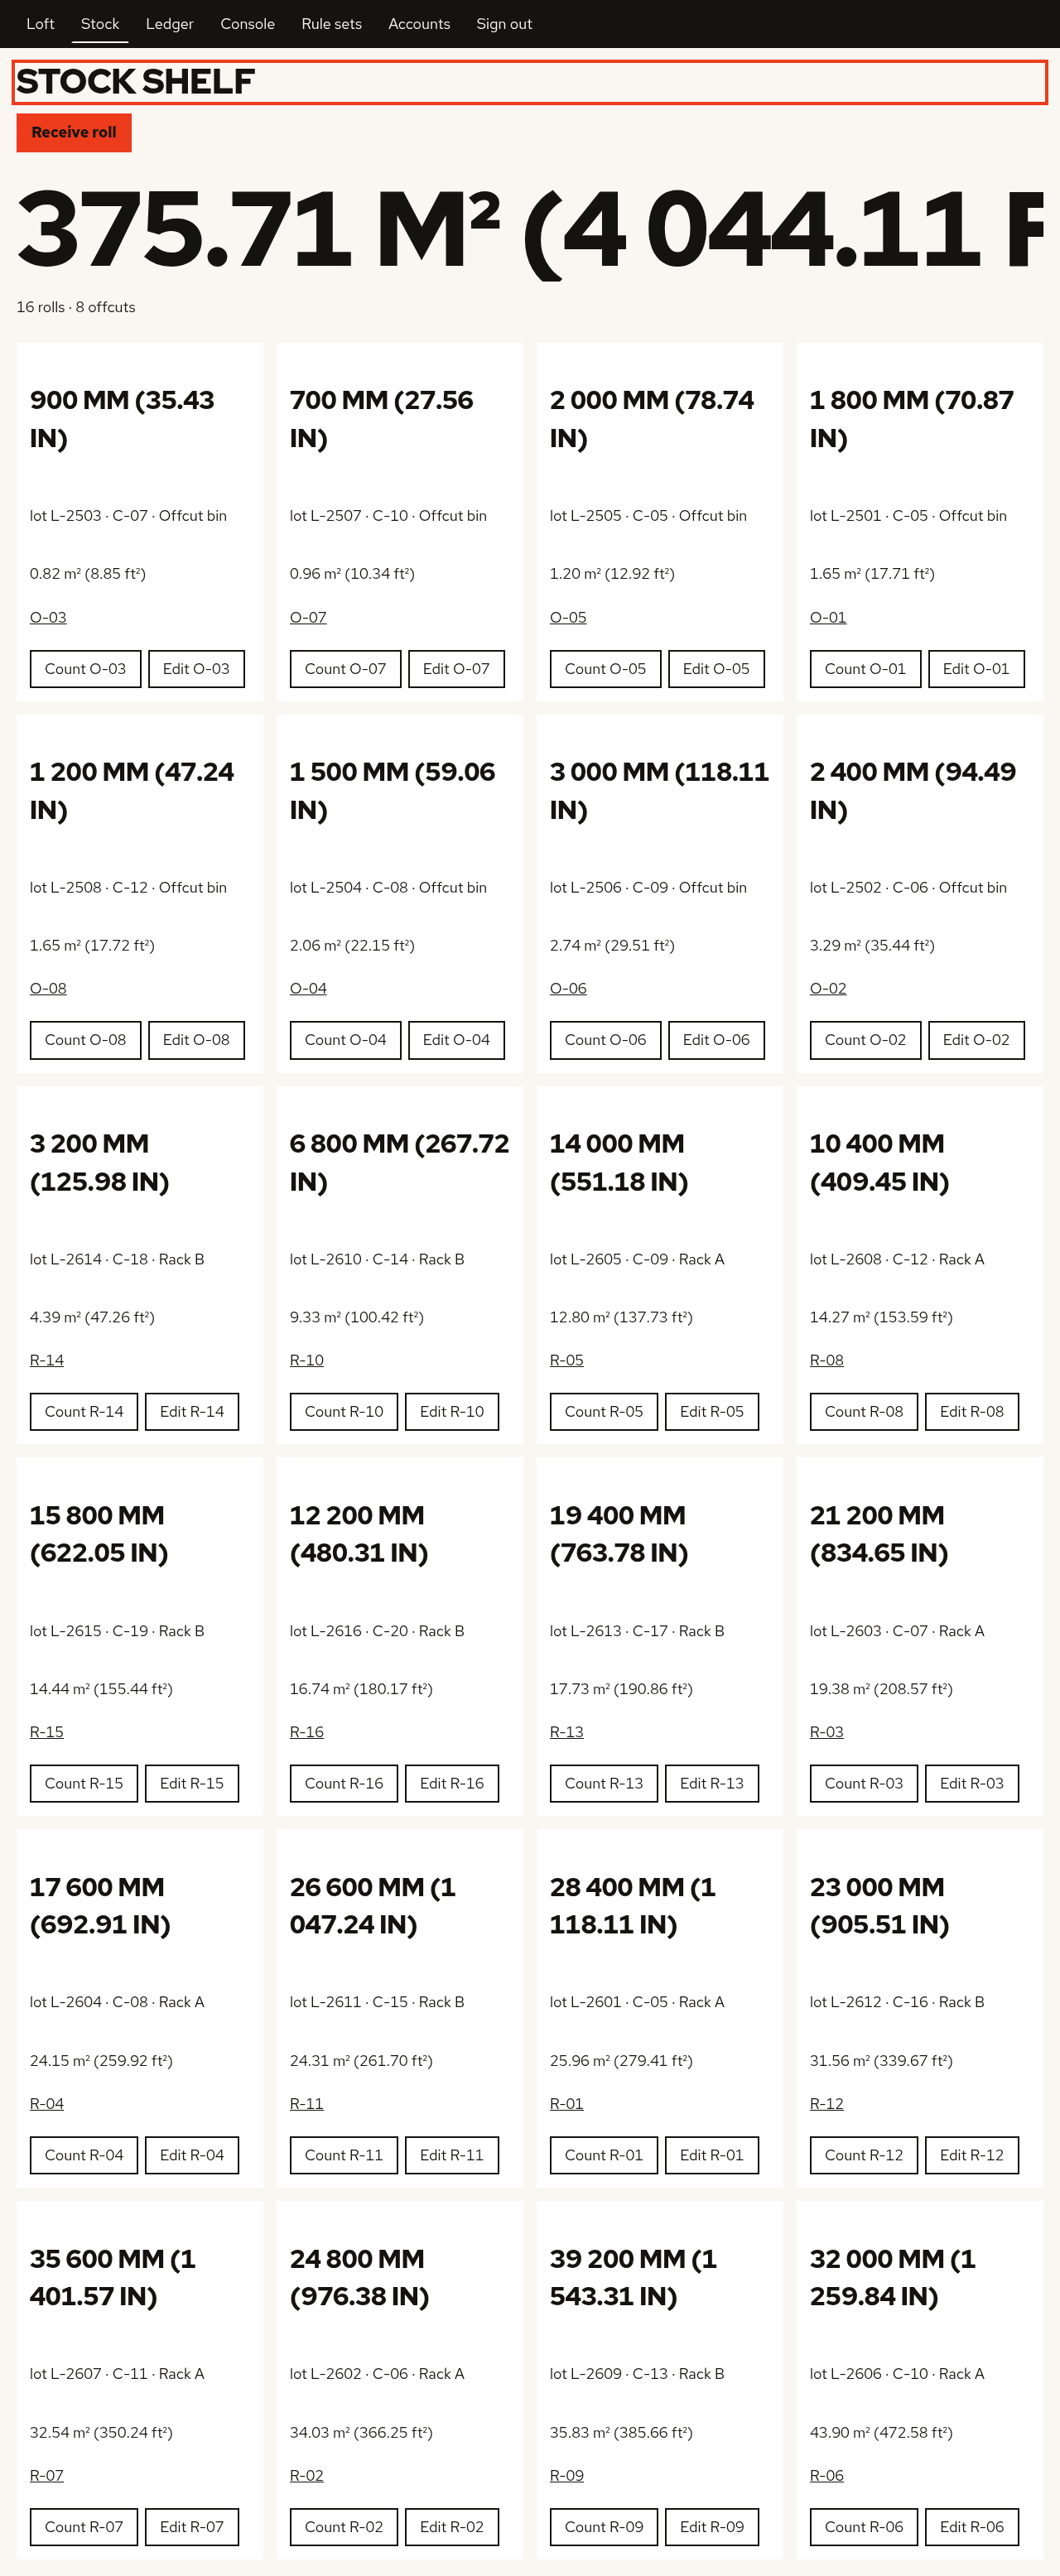 Loft Stock Ledger Console Rule sets Accounts Sign out
STOCK SHELF
Receive roll
375.71 M² (4 044.11 F
16 rolls · 8 offcuts
900 MM (35.43
IN)
lot L-2503 · C-07 · Offcut bin
0.82 m² (8.85 ft²)
O-03
Count O-03 Edit O-03
700 MM (27.56
IN)
lot L-2507 · C-10 · Offcut bin
0.96 m² (10.34 ft²)
O-07
Count O-07 Edit O-07
2 000 MM (78.74
IN)
lot L-2505 · C-05 · Offcut bin
1.20 m² (12.92 ft²)
O-05
Count O-05 Edit O-05
1 800 MM (70.87
IN)
lot L-2501 · C-05 · Offcut bin
1.65 m² (17.71 ft²)
O-01
Count O-01 Edit O-01
1 200 MM (47.24
IN)
lot L-2508 · C-12 · Offcut bin
1.65 m² (17.72 ft²)
O-08
Count O-08 Edit O-08
1 500 MM (59.06
IN)
lot L-2504 · C-08 · Offcut bin
2.06 m² (22.15 ft²)
O-04
Count O-04 Edit O-04
3 000 MM (118.11
IN)
lot L-2506 · C-09 · Offcut bin
2.74 m² (29.51 ft²)
O-06
Count O-06 Edit O-06
2 400 MM (94.49
IN)
lot L-2502 · C-06 · Offcut bin
3.29 m² (35.44 ft²)
O-02
Count O-02 Edit O-02
3 200 MM
(125.98 IN)
lot L-2614 · C-18 · Rack B
4.39 m² (47.26 ft²)
R-14
Count R-14 Edit R-14
6 800 MM (267.72
IN)
lot L-2610 · C-14 · Rack B
9.33 m² (100.42 ft²)
R-10
Count R-10 Edit R-10
14 000 MM
(551.18 IN)
lot L-2605 · C-09 · Rack A
12.80 m² (137.73 ft²)
R-05
Count R-05 Edit R-05
10 400 MM
(409.45 IN)
lot L-2608 · C-12 · Rack A
14.27 m² (153.59 ft²)
R-08
Count R-08 Edit R-08
15 800 MM
(622.05 IN)
lot L-2615 · C-19 · Rack B
14.44 m² (155.44 ft²)
R-15
Count R-15 Edit R-15
12 200 MM
(480.31 IN)
lot L-2616 · C-20 · Rack B
16.74 m² (180.17 ft²)
R-16
Count R-16 Edit R-16
19 400 MM
(763.78 IN)
lot L-2613 · C-17 · Rack B
17.73 m² (190.86 ft²)
R-13
Count R-13 Edit R-13
21 200 MM
(834.65 IN)
lot L-2603 · C-07 · Rack A
19.38 m² (208.57 ft²)
R-03
Count R-03 Edit R-03
17 600 MM
(692.91 IN)
lot L-2604 · C-08 · Rack A
24.15 m² (259.92 ft²)
R-04
Count R-04 Edit R-04
26 600 MM (1
047.24 IN)
lot L-2611 · C-15 · Rack B
24.31 m² (261.70 ft²)
R-11
Count R-11 Edit R-11
28 400 MM (1
118.11 IN)
lot L-2601 · C-05 · Rack A
25.96 m² (279.41 ft²)
R-01
Count R-01 Edit R-01
23 000 MM
(905.51 IN)
lot L-2612 · C-16 · Rack B
31.56 m² (339.67 ft²)
R-12
Count R-12 Edit R-12
35 600 MM (1
401.57 IN)
lot L-2607 · C-11 · Rack A
32.54 m² (350.24 ft²)
R-07
Count R-07 Edit R-07
24 800 MM
(976.38 IN)
lot L-2602 · C-06 · Rack A
34.03 m² (366.25 ft²)
R-02
Count R-02 Edit R-02
39 200 MM (1
543.31 IN)
lot L-2609 · C-13 · Rack B
35.83 m² (385.66 ft²)
R-09
Count R-09 Edit R-09
32 000 MM (1
259.84 IN)
lot L-2606 · C-10 · Rack A
43.90 m² (472.58 ft²)
R-06
Count R-06 Edit R-06